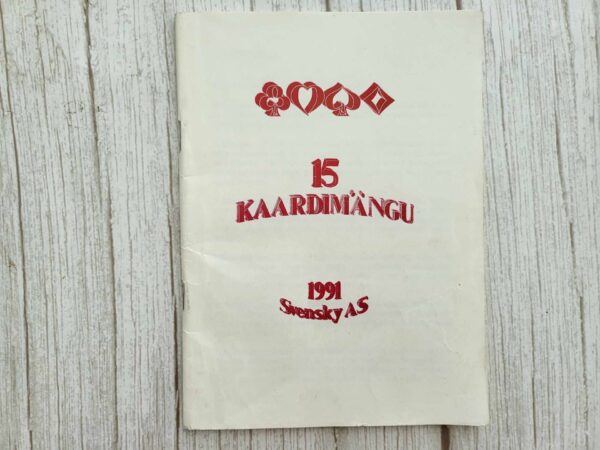 15
KAARDIMÄNGU
1991
Svensky AS